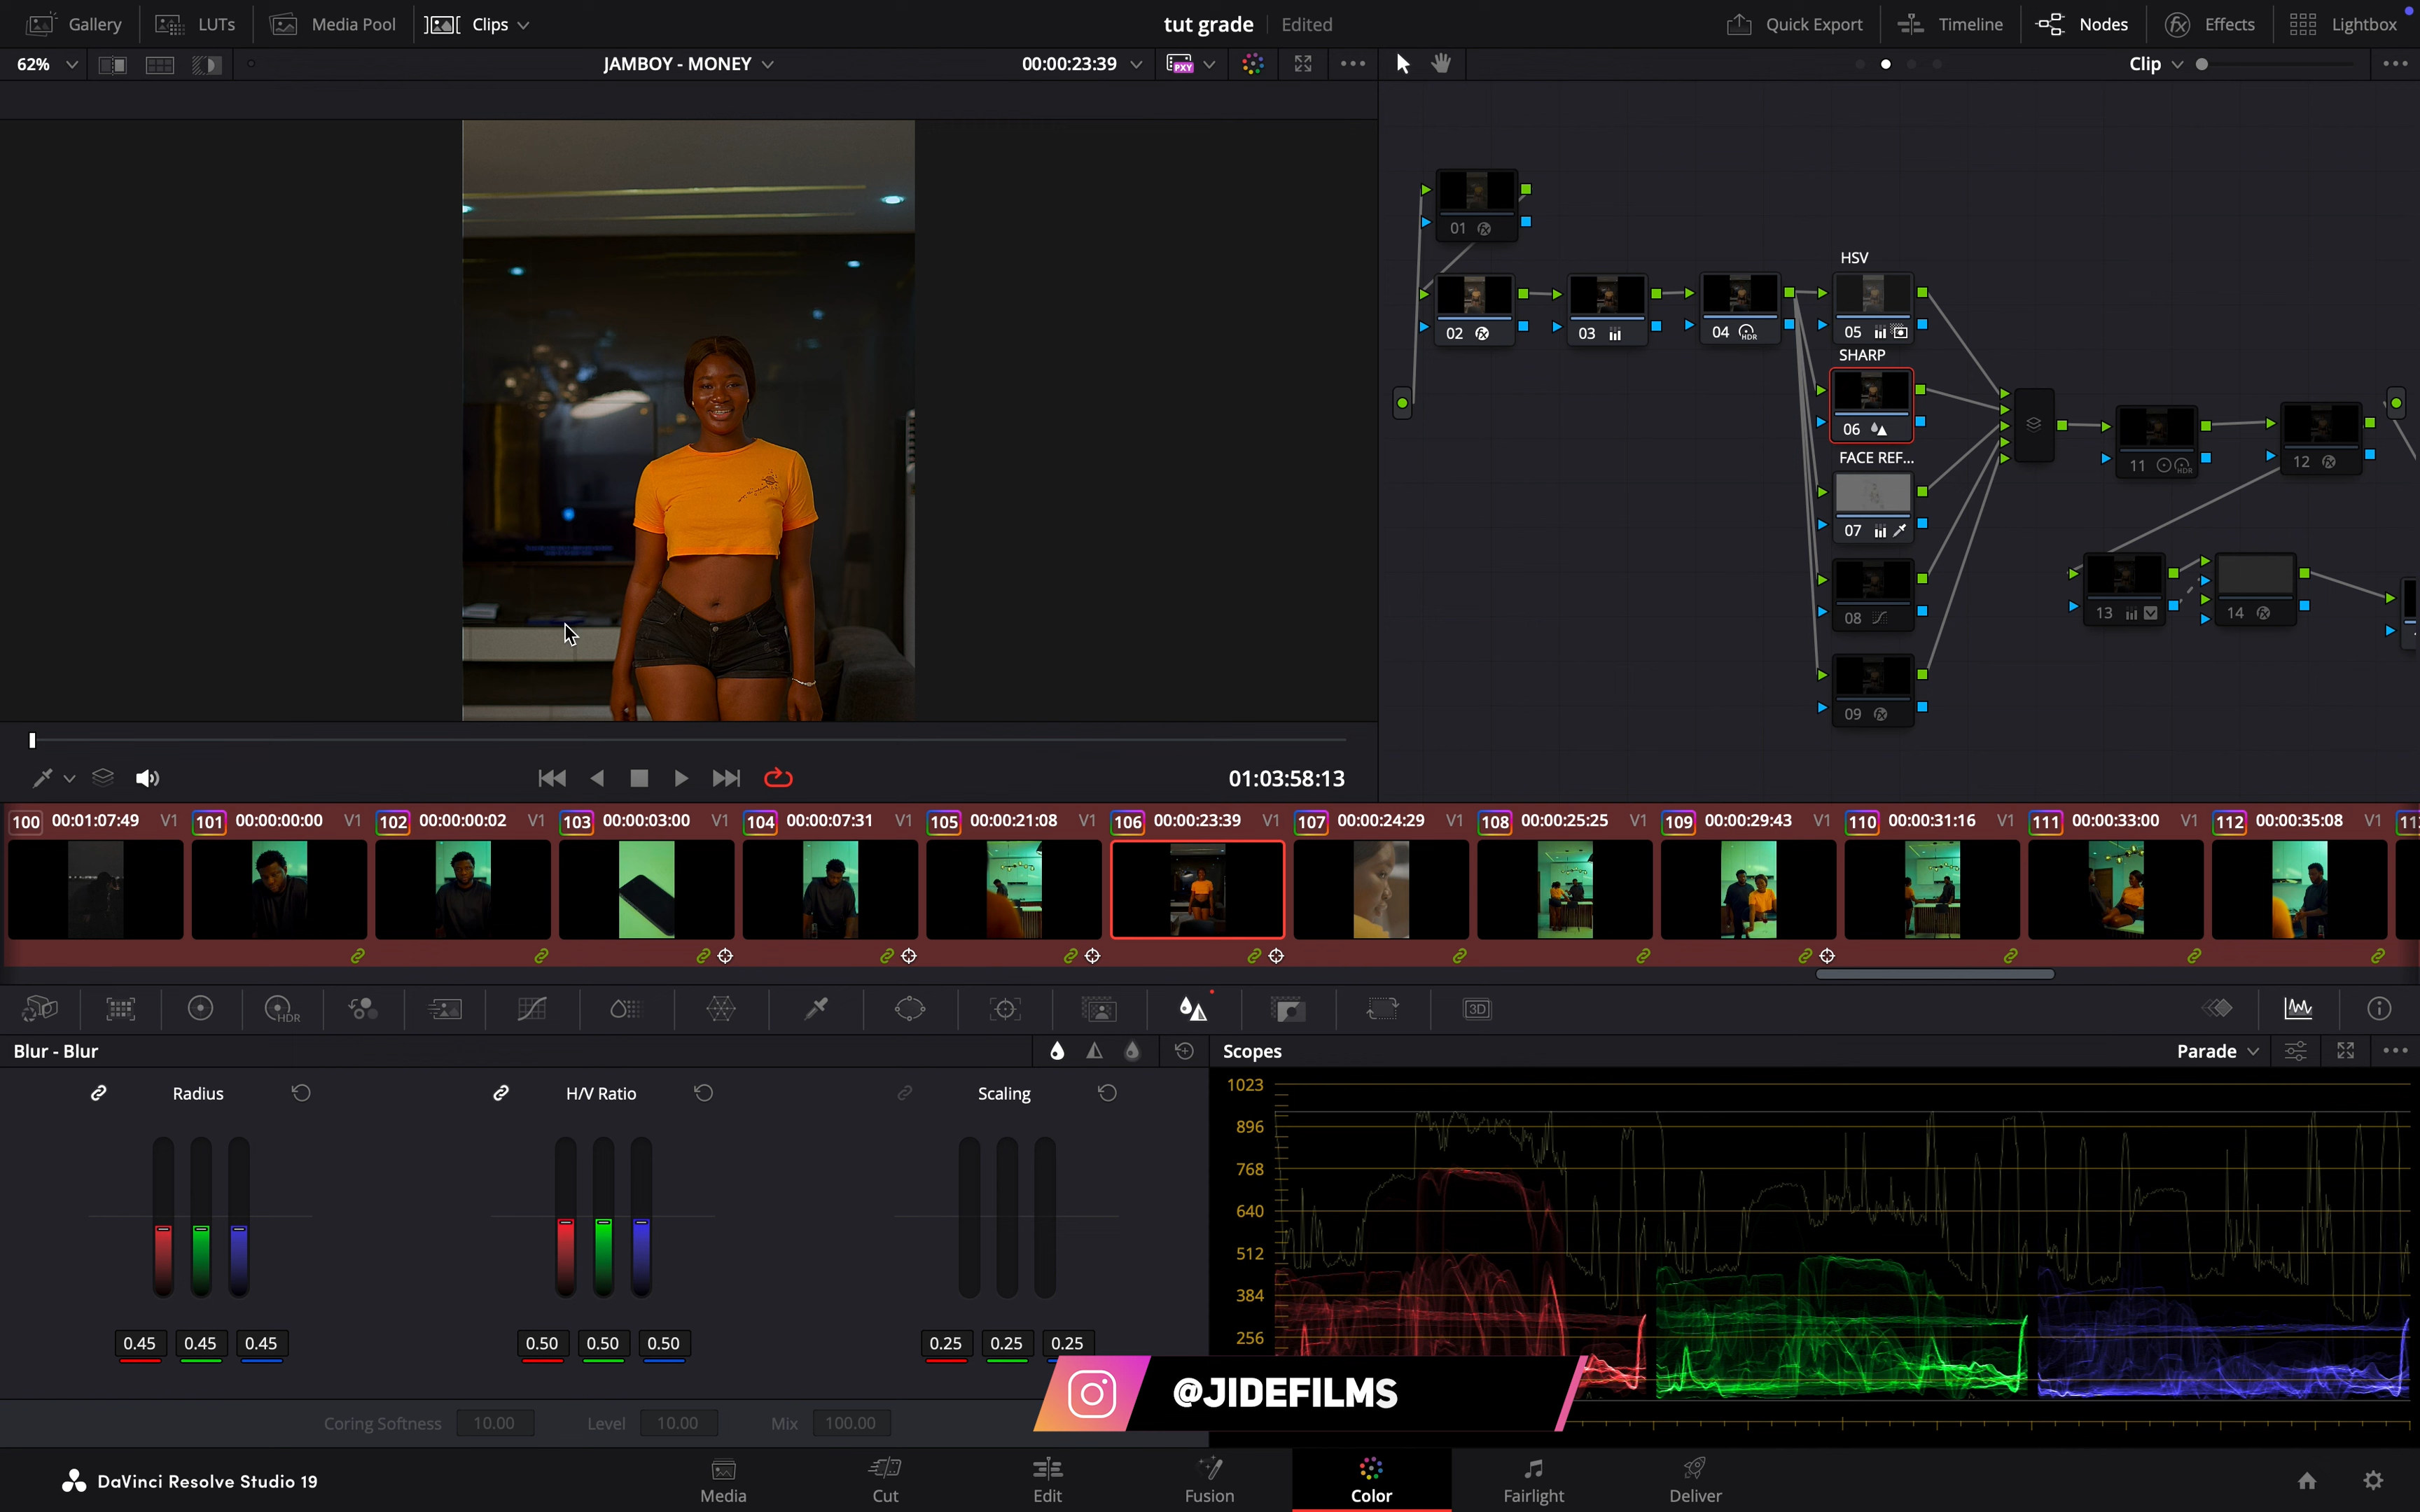 Gallery LUTs Media Pool Clips tut grade Edited Quick Export Timeline Nodes Effects Lightbox
62% JAMBOY - MONEY 00:00:23:39 PXY Clip
01
HSV
02 03 04 HDR 05
SHARP
06
FACE REF...
07
11 HDR 12
08
13 14
09
01:03:58:13
100 00:01:07:49 V1 101 00:00:00:00 V1 102 00:00:00:02 V1 103 00:00:03:00 V1 104 00:00:07:31 V1 105 00:00:21:08 V1 106 00:00:23:39 V1 107 00:00:24:29 V1 108 00:00:25:25 V1 109 00:00:29:43 V1 110 00:00:31:16 V1 111 00:00:33:00 V1 112 00:00:35:08 V1
HDR 3D
Blur - Blur Scopes Parade
Radius H/V Ratio Scaling
1023
896
768
640
512
384
256
0.45 0.45 0.45 0.50 0.50 0.50 0.25 0.25 0.25
@JIDEFILMS
Coring Softness 10.00 Level 10.00 Mix 100.00
DaVinci Resolve Studio 19 Media Cut Edit Fusion Color Fairlight Deliver